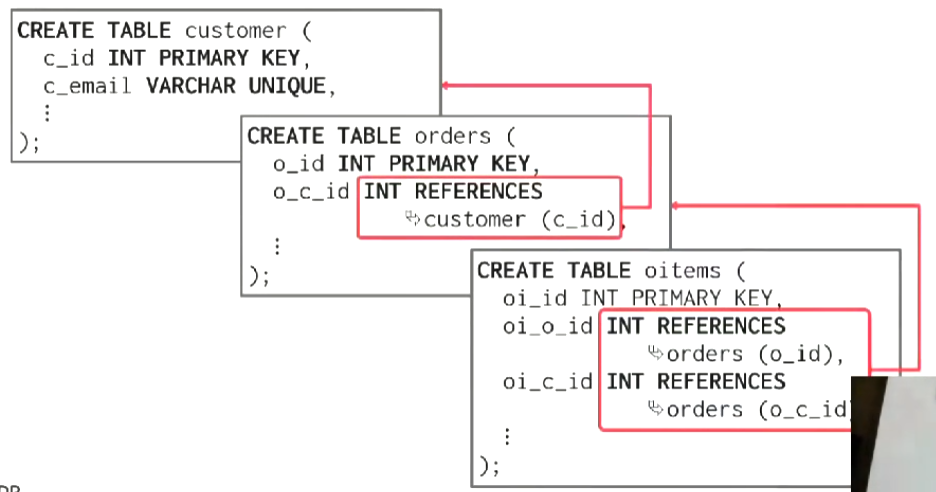 CREATE TABLE customer (
c_id INT PRIMARY KEY,
c_email VARCHAR UNIQUE,
⋮
);
CREATE TABLE orders (
o_id INT PRIMARY KEY,
o_c_id INT REFERENCES
↪customer (c_id),
⋮
);
CREATE TABLE oitems (
oi_id INT PRIMARY KEY,
oi_o_id INT REFERENCES
↪orders (o_id),
oi_c_id INT REFERENCES
↪orders (o_c_id)
⋮
);